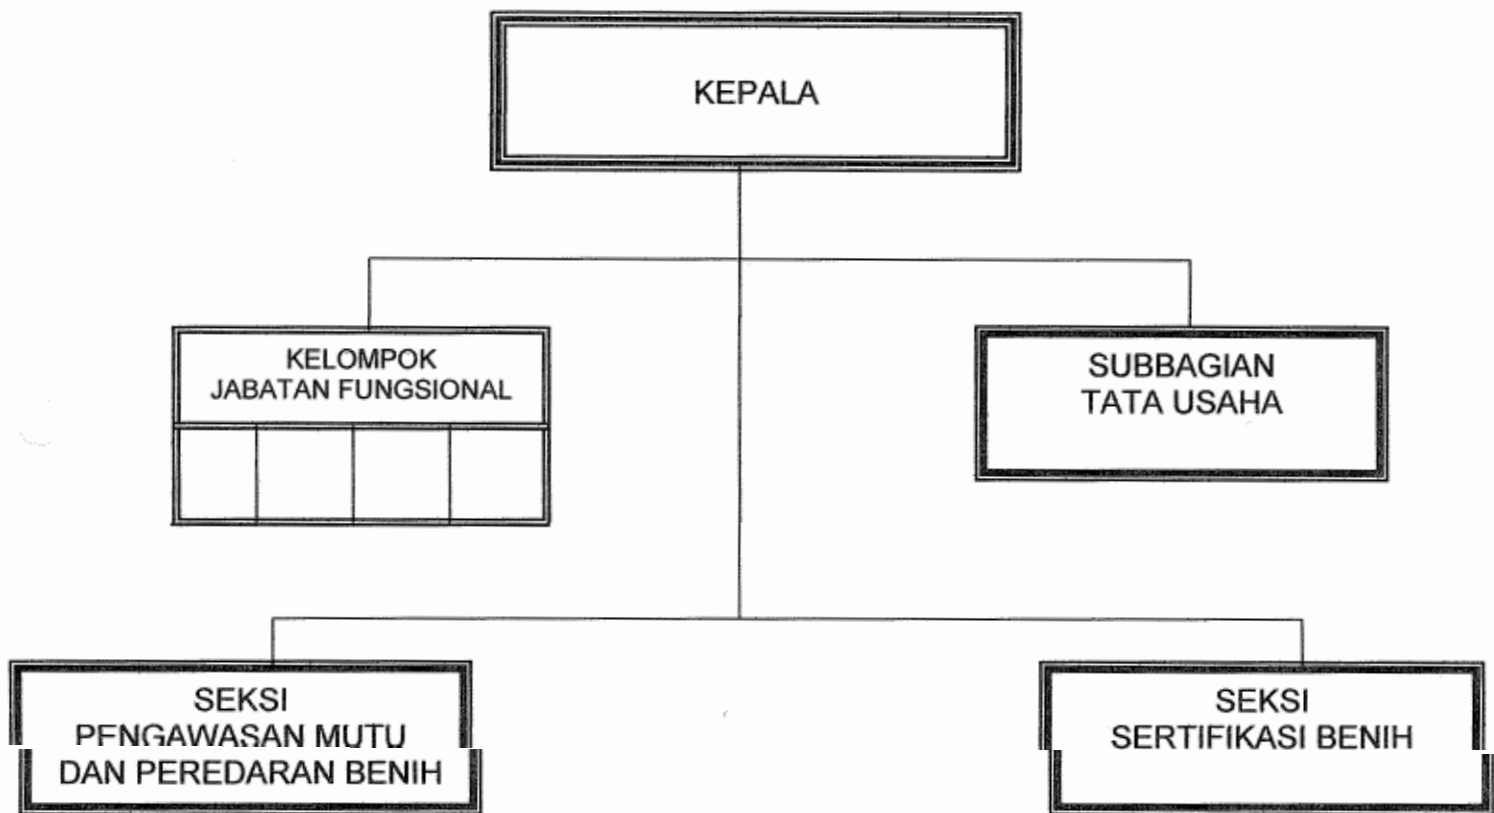 KEPALA
KELOMPOK
JABATAN FUNGSIONAL
SUBBAGIAN
TATA USAHA
SEKSI
PENGAWASAN MUTU
DAN PEREDARAN BENIH
SEKSI
SERTIFIKASI BENIH